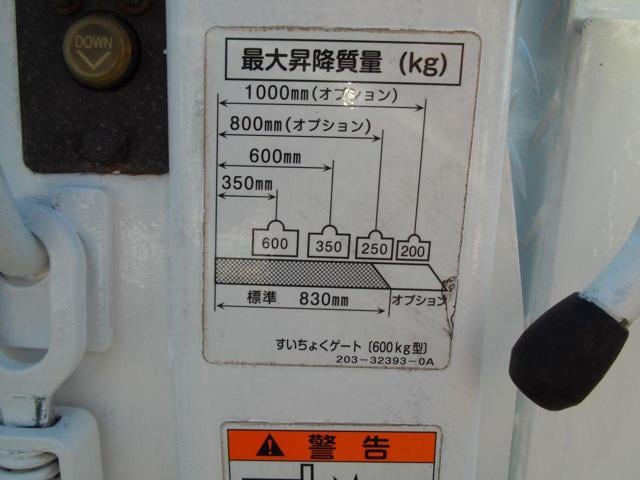 DOWN
最大昇降質量 (kg)
1000mm(オプション)
800mm(オプション)
600mm
350mm
600 350 250 200
標準 830mm オプション
すいちょくゲート〔600kg型〕
203-32393-0A
警告